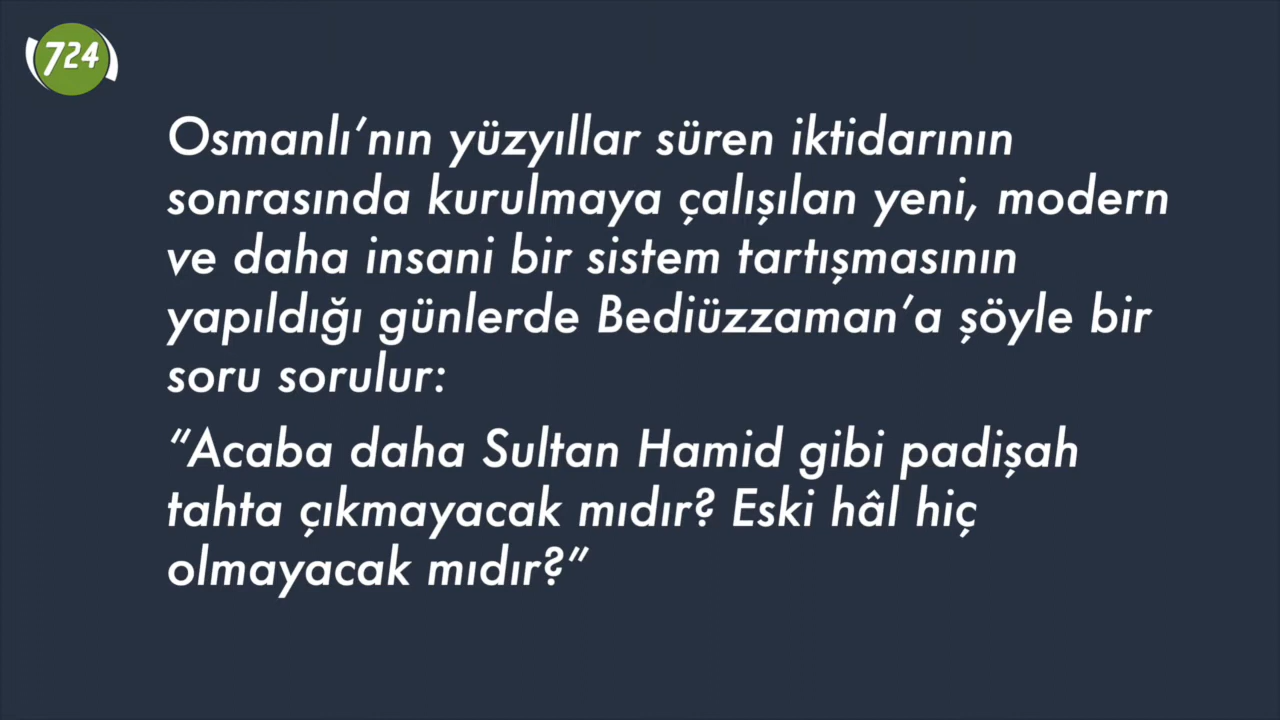 724
Osmanlı’nın yüzyıllar süren iktidarının
sonrasında kurulmaya çalışılan yeni, modern
ve daha insani bir sistem tartışmasının
yapıldığı günlerde Bediüzzaman’a şöyle bir
soru sorulur:
“Acaba daha Sultan Hamid gibi padişah
tahta çıkmayacak mıdır? Eski hâl hiç
olmayacak mıdır?”